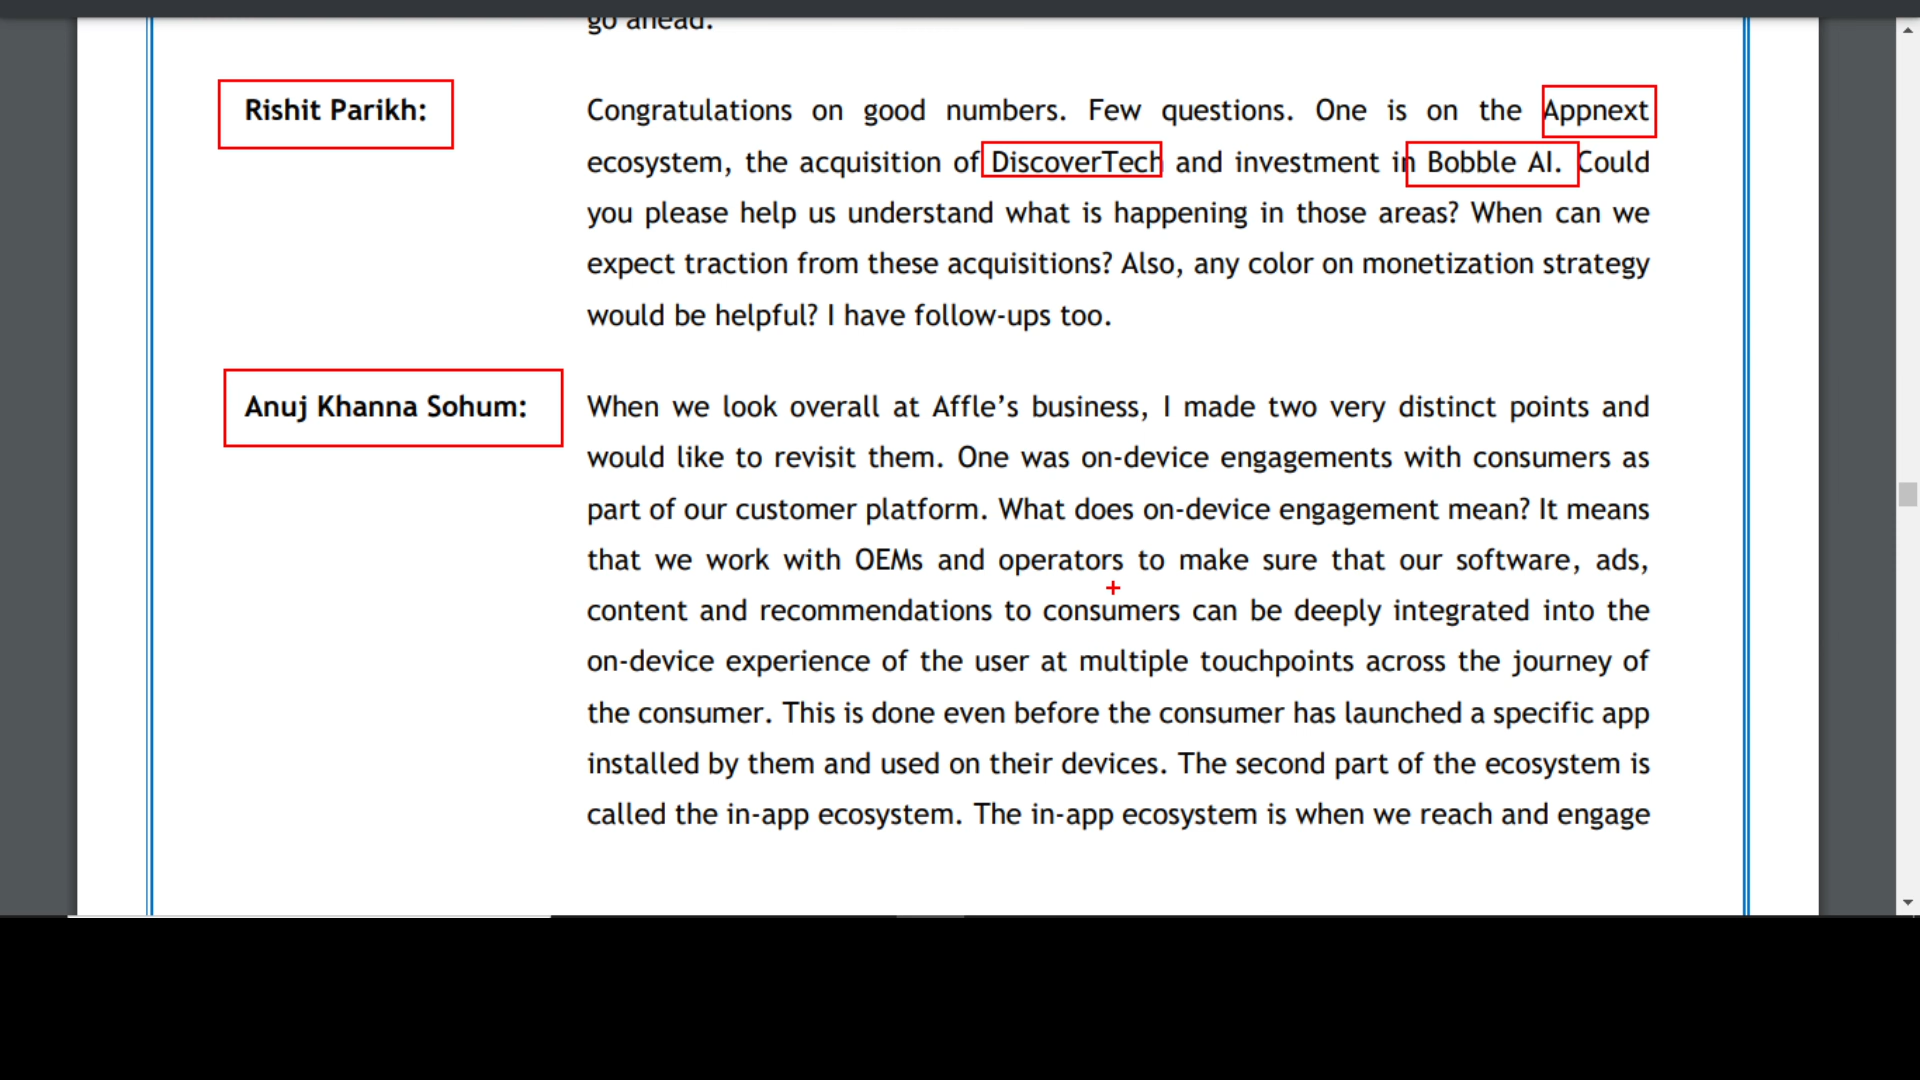 go ahead.
Rishit Parikh: Congratulations on good numbers. Few questions. One is on the Appnext
ecosystem, the acquisition of DiscoverTech and investment in Bobble AI. Could
you please help us understand what is happening in those areas? When can we
expect traction from these acquisitions? Also, any color on monetization strategy
would be helpful? I have follow-ups too.
Anuj Khanna Sohum: When we look overall at Affle’s business, I made two very distinct points and
would like to revisit them. One was on-device engagements with consumers as
part of our customer platform. What does on-device engagement mean? It means
that we work with OEMs and operators to make sure that our software, ads,
content and recommendations to consumers can be deeply integrated into the
on-device experience of the user at multiple touchpoints across the journey of
the consumer. This is done even before the consumer has launched a specific app
installed by them and used on their devices. The second part of the ecosystem is
called the in-app ecosystem. The in-app ecosystem is when we reach and engage